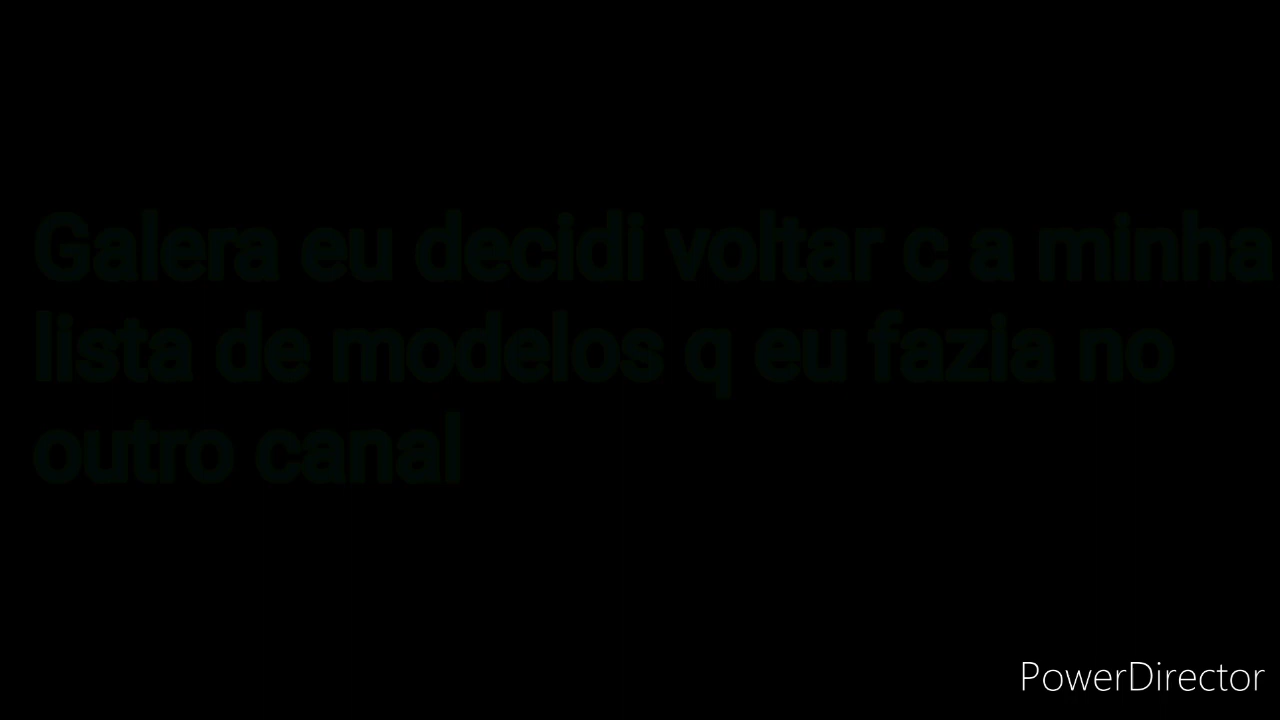 Galera eu decidi voltar c a minha
lista de modelos q eu fazia no
outro canal
PowerDirector